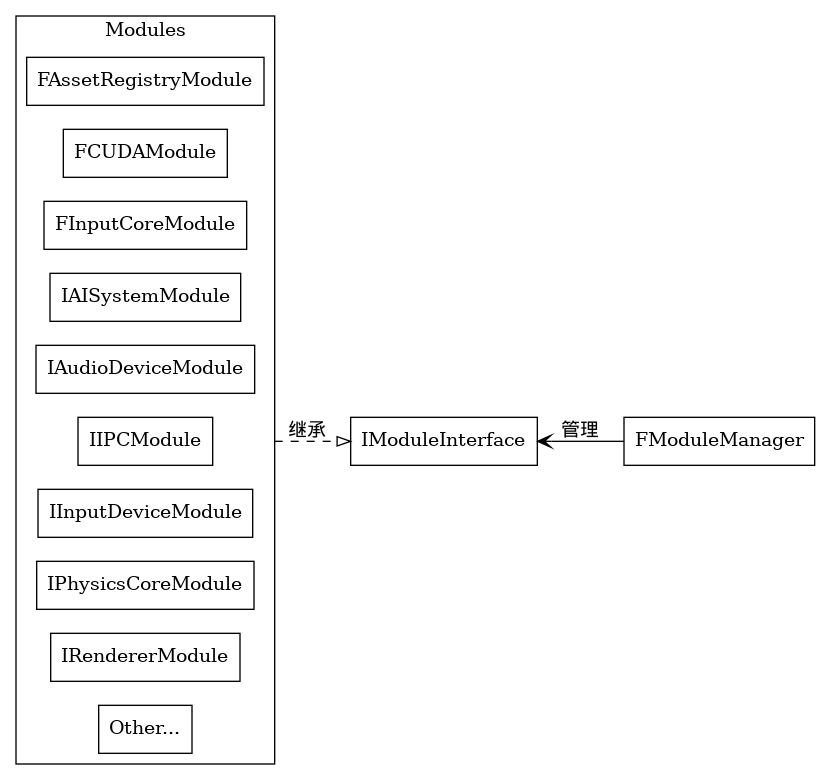 Modules
FAssetRegistryModule
FCUDAModule
FInputCoreModule
IAISystemModule
IAudioDeviceModule
IIPCModule
IInputDeviceModule
IPhysicsCoreModule
IRendererModule
Other...
继承
IModuleInterface
管理
FModuleManager